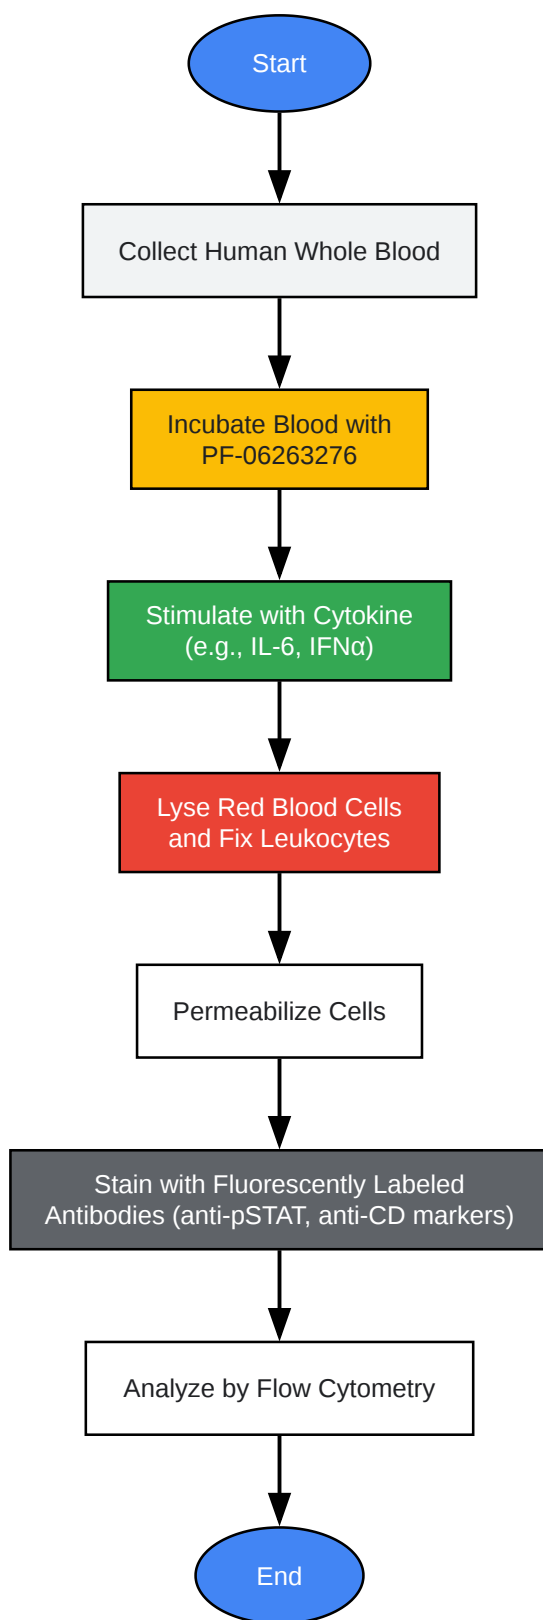 Start
Collect Human Whole Blood
Incubate Blood with
PF-06263276
Stimulate with Cytokine
(e.g., IL-6, IFNα)
Lyse Red Blood Cells
and Fix Leukocytes
Permeabilize Cells
Stain with Fluorescently Labeled
Antibodies (anti-pSTAT, anti-CD markers)
Analyze by Flow Cytometry
End